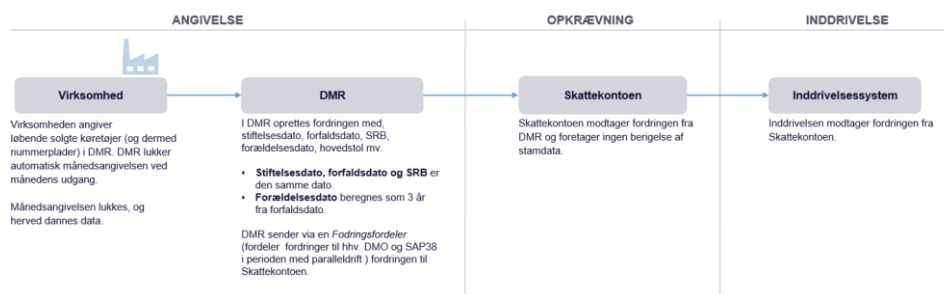 ANGIVELSE
OPKRÆVNING
INDDRIVELSE
Virksomhed
DMR
Skattekontoen
Inddrivelsessystem
Virksomheden angiver
løbende solgte køretøjer (og dermed
nummerplader) i DMR. DMR lukker
automatisk månedsangivelsen ved
månedens udgang.
Månedsangivelsen lukkes, og
herved dannes data.
I DMR oprettes fordringen med,
stiftelsesdato, forfaldsdato, SRB,
forældelsesdato, hovedstol mv.
• Stiftelsesdato, forfaldsdato og SRB er
den samme dato.
• Forældelsesdato beregnes som 3 år
fra forfaldsdato.
DMR sender via en Fodringsfordeler
(fordeler fordringer til hhv. DMO og SAP38
i perioden med paralleldrift ) fordringen til
Skattekontoen.
Skattekontoen modtager fordringen fra
DMR og foretager ingen berigelse af
stamdata.
Inddrivelsen modtager fordringen fra
Skattekontoen.